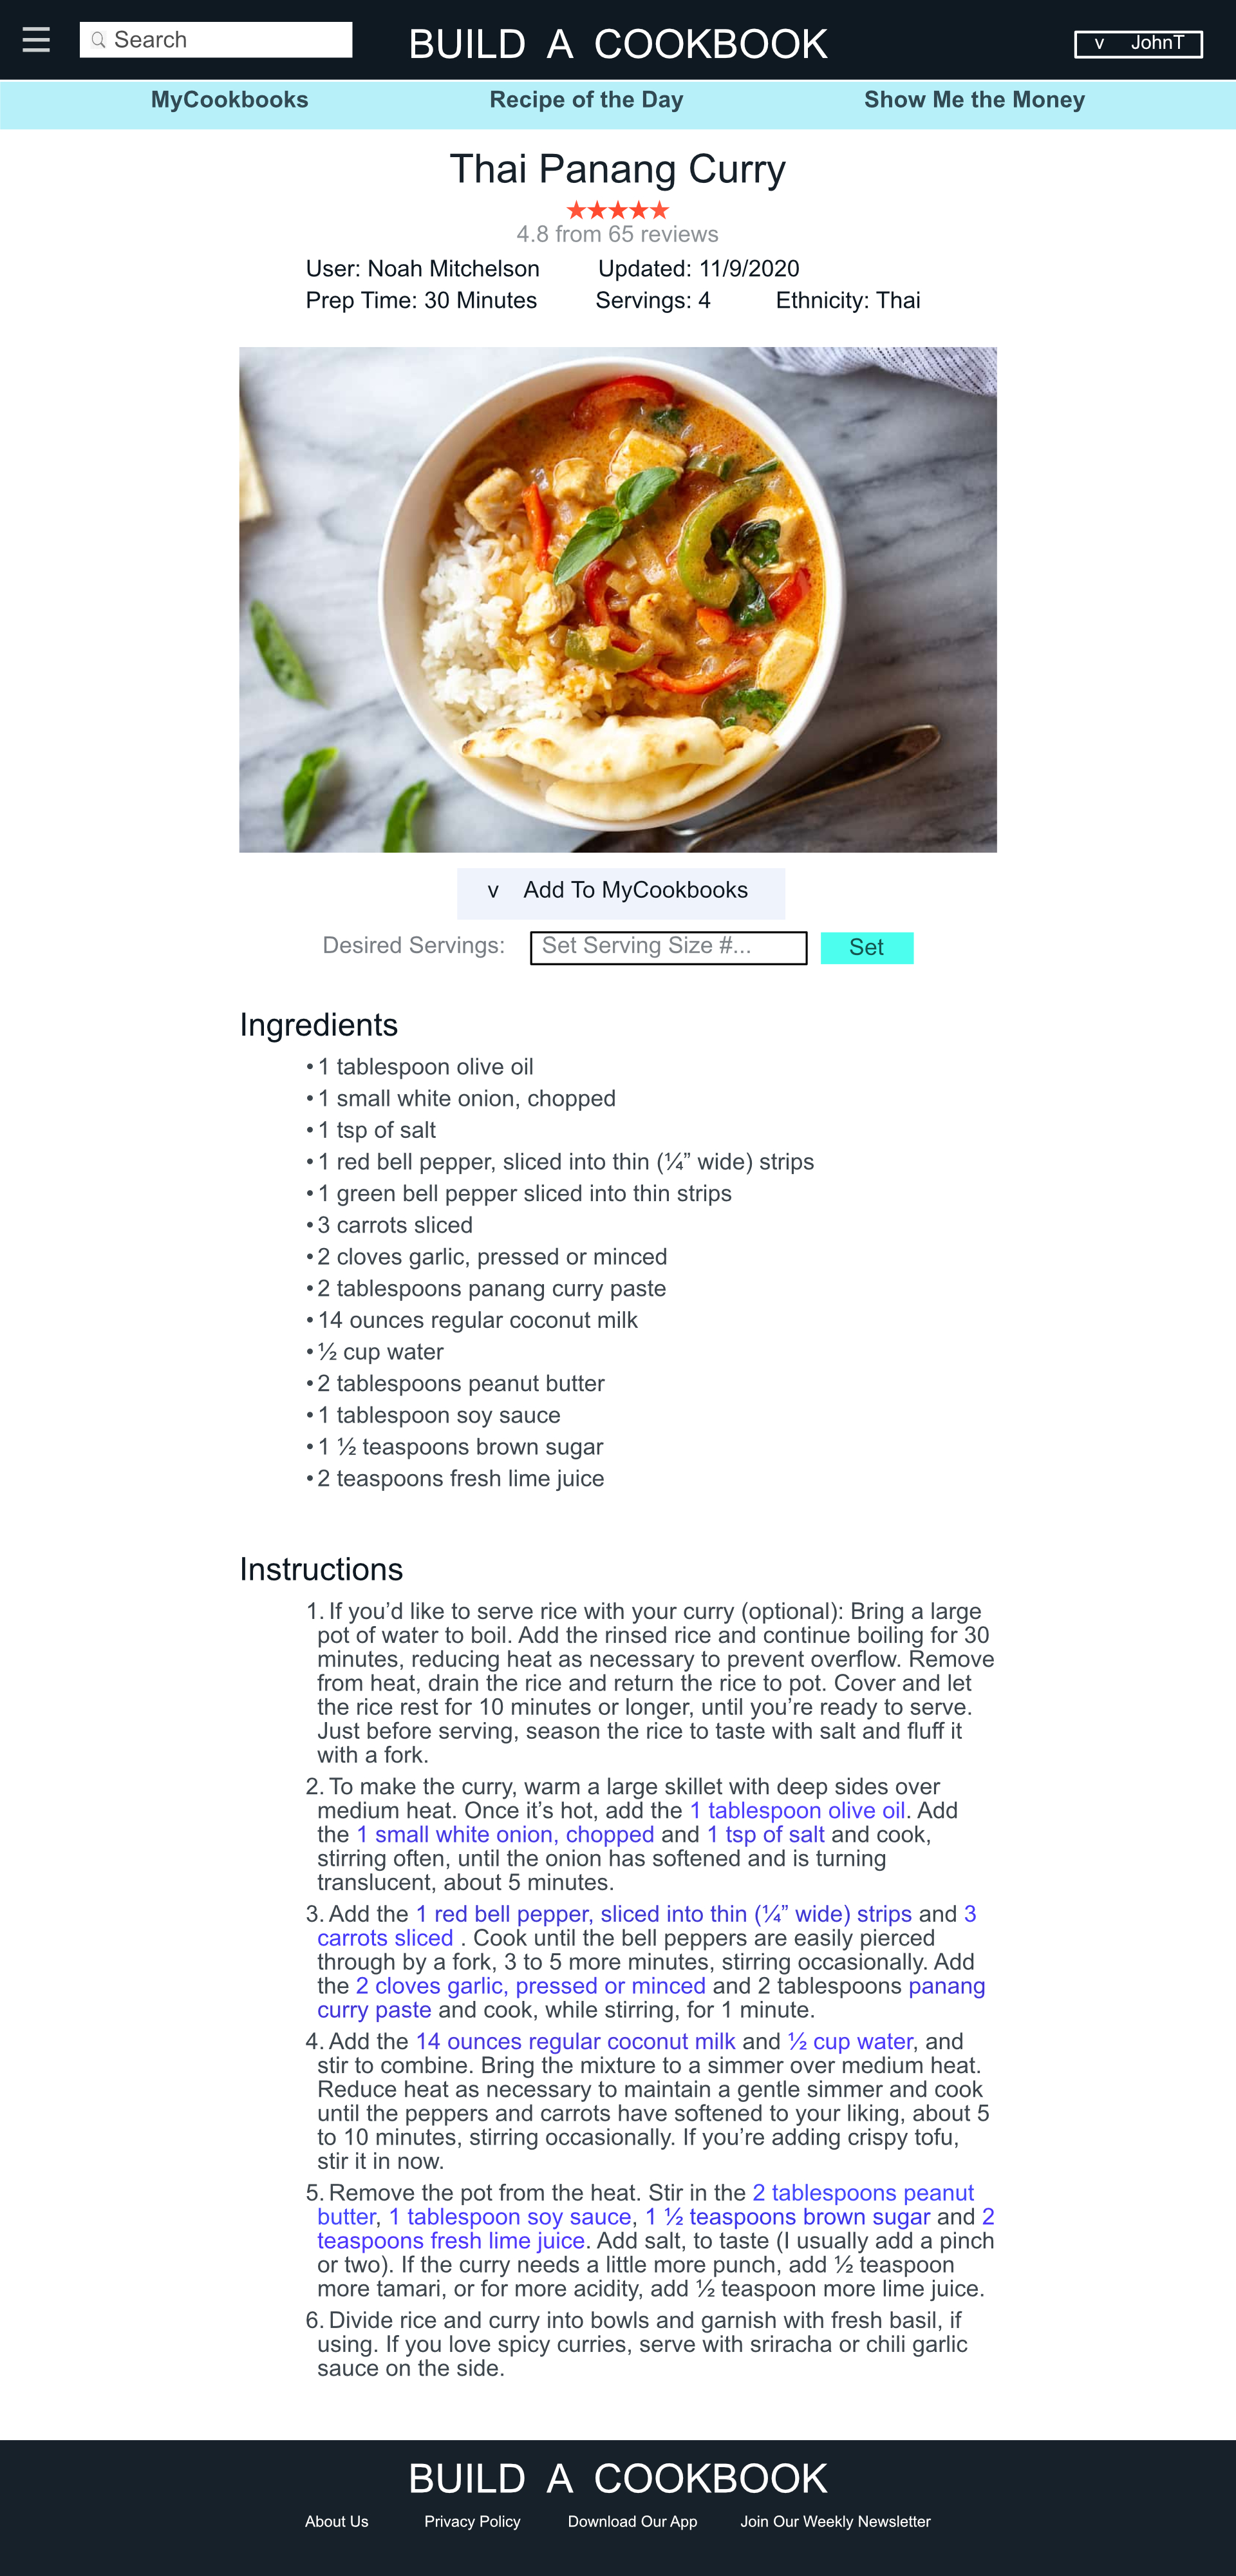 Search
BUILD A COOKBOOK
v JohnT
MyCookbooks
Recipe of the Day
Show Me the Money
Thai Panang Curry
★★★★★
4.8 from 65 reviews
User: Noah Mitchelson Updated: 11/9/2020
Prep Time: 30 Minutes Servings: 4 Ethnicity: Thai
v Add To MyCookbooks
Desired Servings: Set Serving Size #... Set
Ingredients
• 1 tablespoon olive oil
• 1 small white onion, chopped
• 1 tsp of salt
• 1 red bell pepper, sliced into thin (¼” wide) strips
• 1 green bell pepper sliced into thin strips
• 3 carrots sliced
• 2 cloves garlic, pressed or minced
• 2 tablespoons panang curry paste
• 14 ounces regular coconut milk
• ½ cup water
• 2 tablespoons peanut butter
• 1 tablespoon soy sauce
• 1 ½ teaspoons brown sugar
• 2 teaspoons fresh lime juice
Instructions
1. If you’d like to serve rice with your curry (optional): Bring a large
pot of water to boil. Add the rinsed rice and continue boiling for 30
minutes, reducing heat as necessary to prevent overflow. Remove
from heat, drain the rice and return the rice to pot. Cover and let
the rice rest for 10 minutes or longer, until you’re ready to serve.
Just before serving, season the rice to taste with salt and fluff it
with a fork.
2. To make the curry, warm a large skillet with deep sides over
medium heat. Once it’s hot, add the 1 tablespoon olive oil. Add
the 1 small white onion, chopped and 1 tsp of salt and cook,
stirring often, until the onion has softened and is turning
translucent, about 5 minutes.
3. Add the 1 red bell pepper, sliced into thin (¼” wide) strips and 3
carrots sliced . Cook until the bell peppers are easily pierced
through by a fork, 3 to 5 more minutes, stirring occasionally. Add
the 2 cloves garlic, pressed or minced and 2 tablespoons panang
curry paste and cook, while stirring, for 1 minute.
4. Add the 14 ounces regular coconut milk and ½ cup water, and
stir to combine. Bring the mixture to a simmer over medium heat.
Reduce heat as necessary to maintain a gentle simmer and cook
until the peppers and carrots have softened to your liking, about 5
to 10 minutes, stirring occasionally. If you’re adding crispy tofu,
stir it in now.
5. Remove the pot from the heat. Stir in the 2 tablespoons peanut
butter, 1 tablespoon soy sauce, 1 ½ teaspoons brown sugar and 2
teaspoons fresh lime juice. Add salt, to taste (I usually add a pinch
or two). If the curry needs a little more punch, add ½ teaspoon
more tamari, or for more acidity, add ½ teaspoon more lime juice.
6. Divide rice and curry into bowls and garnish with fresh basil, if
using. If you love spicy curries, serve with sriracha or chili garlic
sauce on the side.
BUILD A COOKBOOK
About Us Privacy Policy Download Our App Join Our Weekly Newsletter